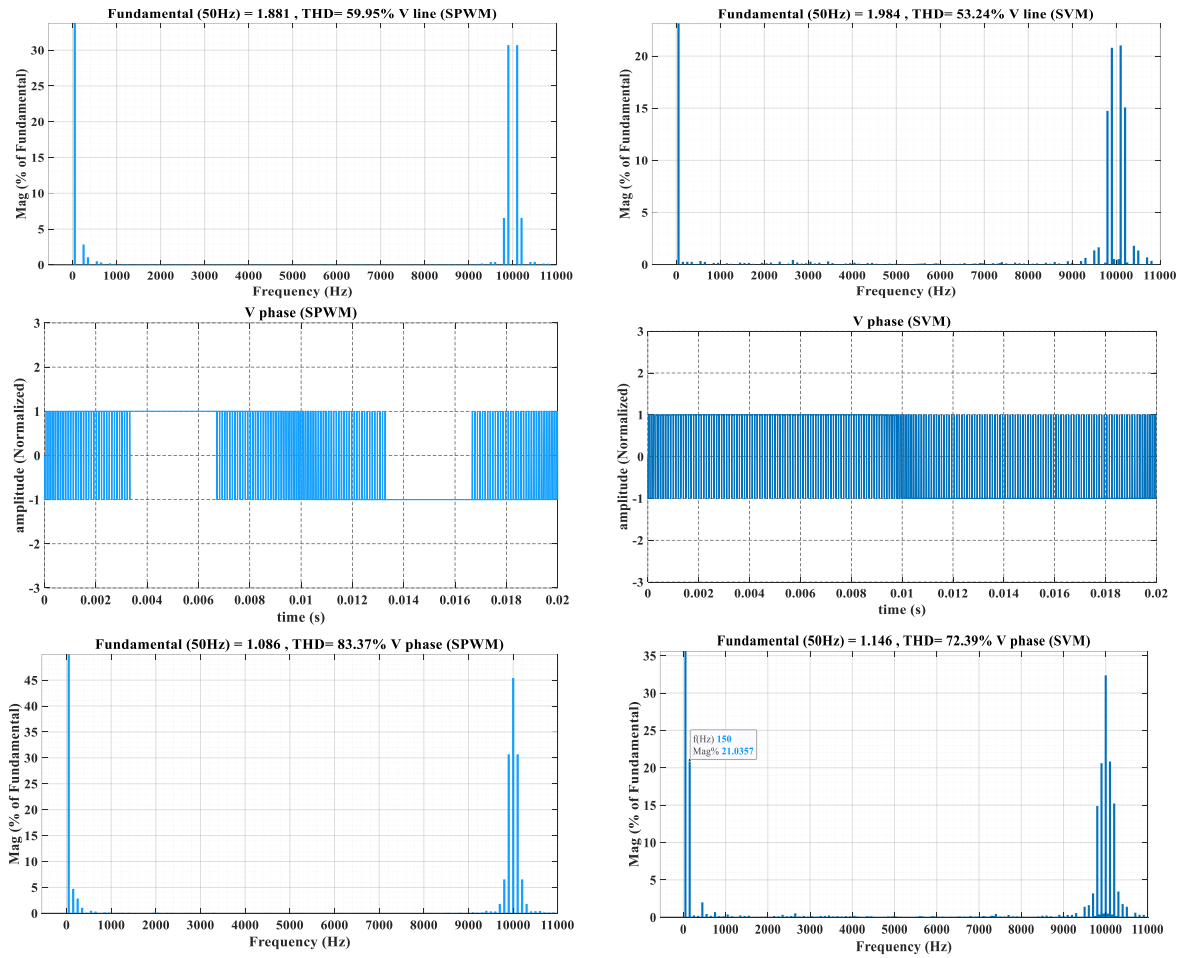 Fundamental (50Hz) = 1.881 , THD= 59.95% V line (SPWM)
Mag (% of Fundamental)
30
25
20
15
10
5
0
0 1000 2000 3000 4000 5000 6000 7000 8000 9000 10000 11000
Frequency (Hz)
Fundamental (50Hz) = 1.984 , THD= 53.24% V line (SVM)
Mag (% of Fundamental)
20
15
10
5
0
0 1000 2000 3000 4000 5000 6000 7000 8000 9000 10000 11000
Frequency (Hz)
V phase (SPWM)
amplitude (Normalized)
3
2
1
0
-1
-2
-3
0 0.002 0.004 0.006 0.008 0.01 0.012 0.014 0.016 0.018 0.02
time (s)
V phase (SVM)
amplitude (Normalized)
3
2
1
0
-1
-2
-3
0 0.002 0.004 0.006 0.008 0.01 0.012 0.014 0.016 0.018 0.02
time (s)
Fundamental (50Hz) = 1.086 , THD= 83.37% V phase (SPWM)
Mag (% of Fundamental)
45
40
35
30
25
20
15
10
5
0
0 1000 2000 3000 4000 5000 6000 7000 8000 9000 10000 11000
Frequency (Hz)
Fundamental (50Hz) = 1.146 , THD= 72.39% V phase (SVM)
Mag (% of Fundamental)
35
30
25
20
15
10
5
0
f(Hz) 150
Mag% 21.0357
0 1000 2000 3000 4000 5000 6000 7000 8000 9000 10000 11000
Frequency (Hz)